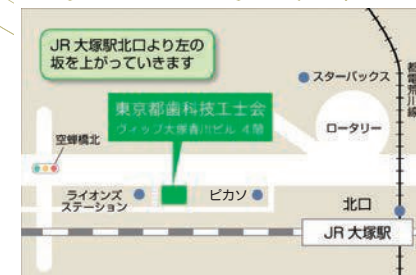 JR 大塚駅北口より左の
坂を上がっていきます
東京都歯科技工士会
ヴィップ大塚香川ビル 4階
スターバックス
都電荒川線
ロータリー
空蝉橋北
ライオンズ
ステーション
ピカソ
北口
JR 大塚駅